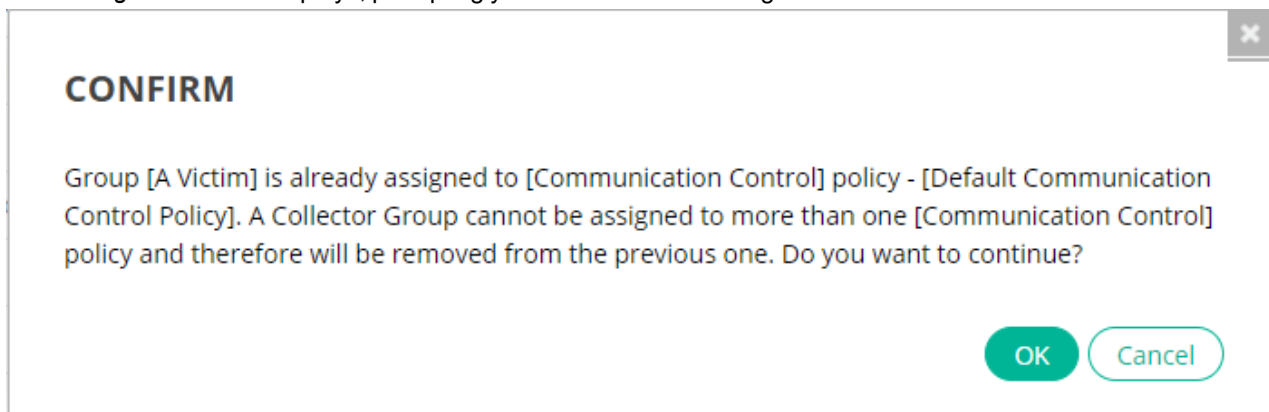 CONFIRM
Group [A Victim] is already assigned to [Communication Control] policy - [Default Communication
Control Policy]. A Collector Group cannot be assigned to more than one [Communication Control]
policy and therefore will be removed from the previous one. Do you want to continue?
OK Cancel